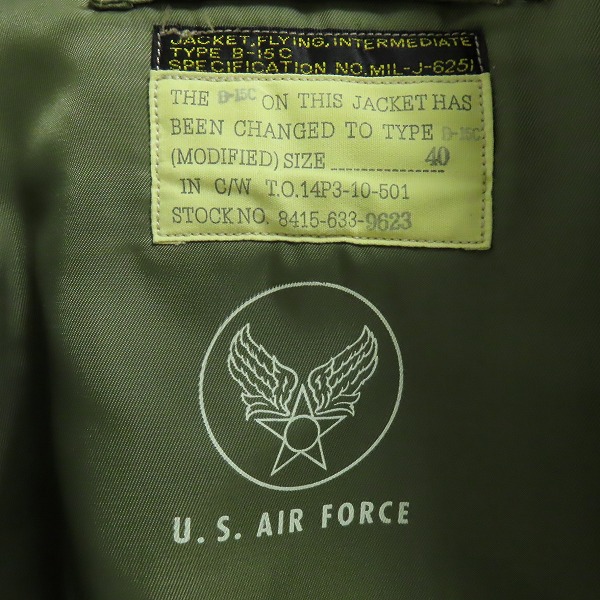 JACKET, FLYING, INTERMEDIATE
TYPE B-15C
SPECIFICATION NO. MIL-J-6251
THE B-15C ON THIS JACKET HAS
BEEN CHANGED TO TYPE D-15C
(MODIFIED) SIZE 40
IN C/W T.O.14P3-10-501
STOCK NO. 8415-633-9623
U.S. AIR FORCE